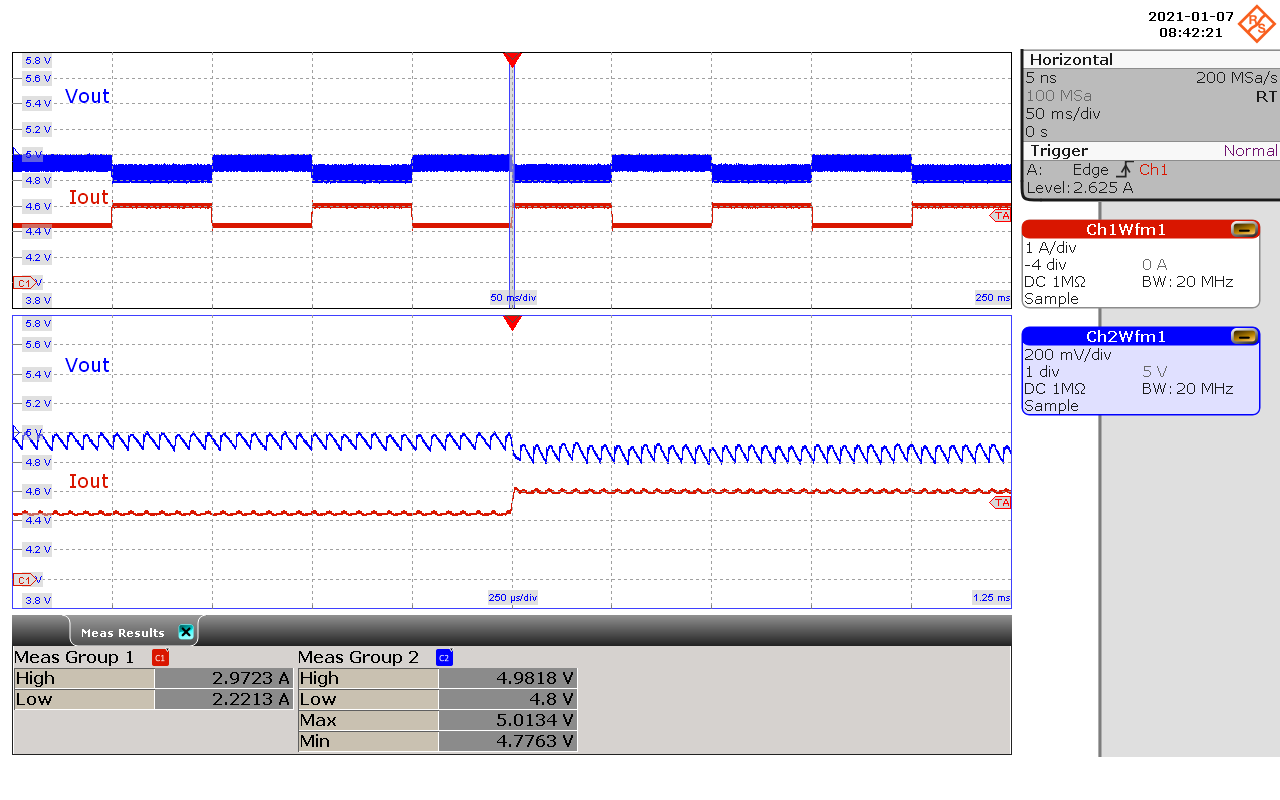 2021-01-07
08:42:21
R&S
5.8 V
5.6 V
5.4 V
5.2 V
5 V
4.8 V
4.6 V
4.4 V
4.2 V
C1 V
3.8 V
Vout
Iout
TA
50 ms/div
250 ms
5.8 V
5.6 V
5.4 V
5.2 V
5 V
4.8 V
4.6 V
4.4 V
4.2 V
C1 V
3.8 V
Vout
Iout
TA
250 µs/div
1.25 ms
Horizontal
5 ns 200 MSa/s
100 MSa RT
50 ms/div
0 s
Trigger Normal
A: Edge Ch1
Level: 2.625 A
Ch1Wfm1
1 A/div
-4 div 0 A
DC 1MΩ BW: 20 MHz
Sample
Ch2Wfm1
200 mV/div
1 div 5 V
DC 1MΩ BW: 20 MHz
Sample
Meas Results
Meas Group 1 C1
High 2.9723 A
Low 2.2213 A
Meas Group 2 C2
High 4.9818 V
Low 4.8 V
Max 5.0134 V
Min 4.7763 V